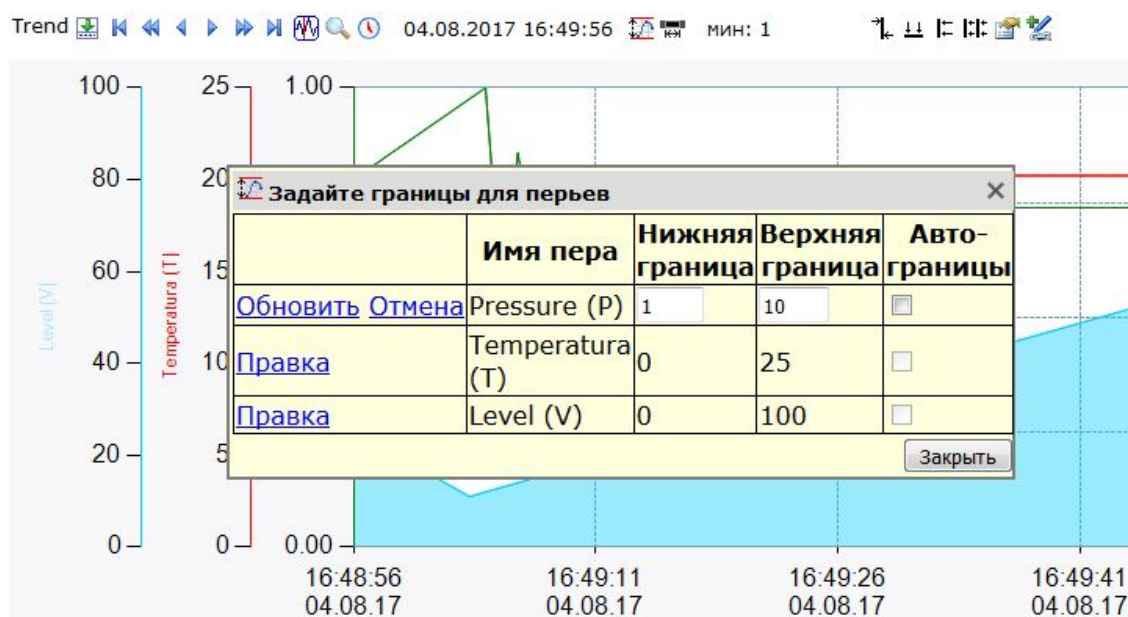 Trend 04.08.2017 16:49:56 мин: 1
100 25 1.00
80 20
60 15
40 10
20 5
0 0 0.00
Level (V)
Temperatura (T)
Задайте границы для перьев
Имя пера Нижняя граница Верхняя граница Авто-границы
Обновить Отмена Pressure (P) 1 10
Правка Temperatura (T) 0 25
Правка Level (V) 0 100
Закрыть
16:48:56 16:49:11 16:49:26 16:49:41
04.08.17 04.08.17 04.08.17 04.08.17